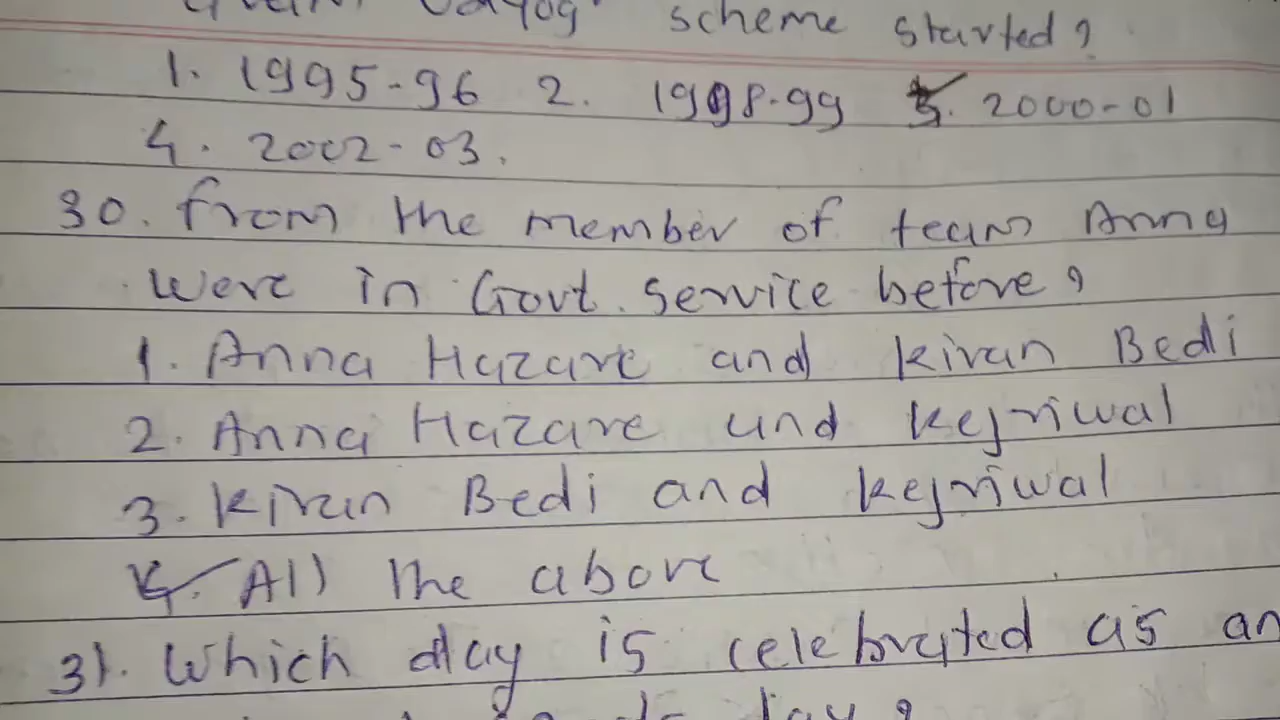 scheme started?
1. 1995-96 2. 1998-99 3. 2000-01
4. 2002-03.
30. from the member of team Anna
were in Govt. service before?
1. Anna Hazare and Kiran Bedi
2. Anna Hazare and Kejriwal
3. Kiran Bedi and Kejriwal
4. All the above
31. Which day is celebrated as an
day?